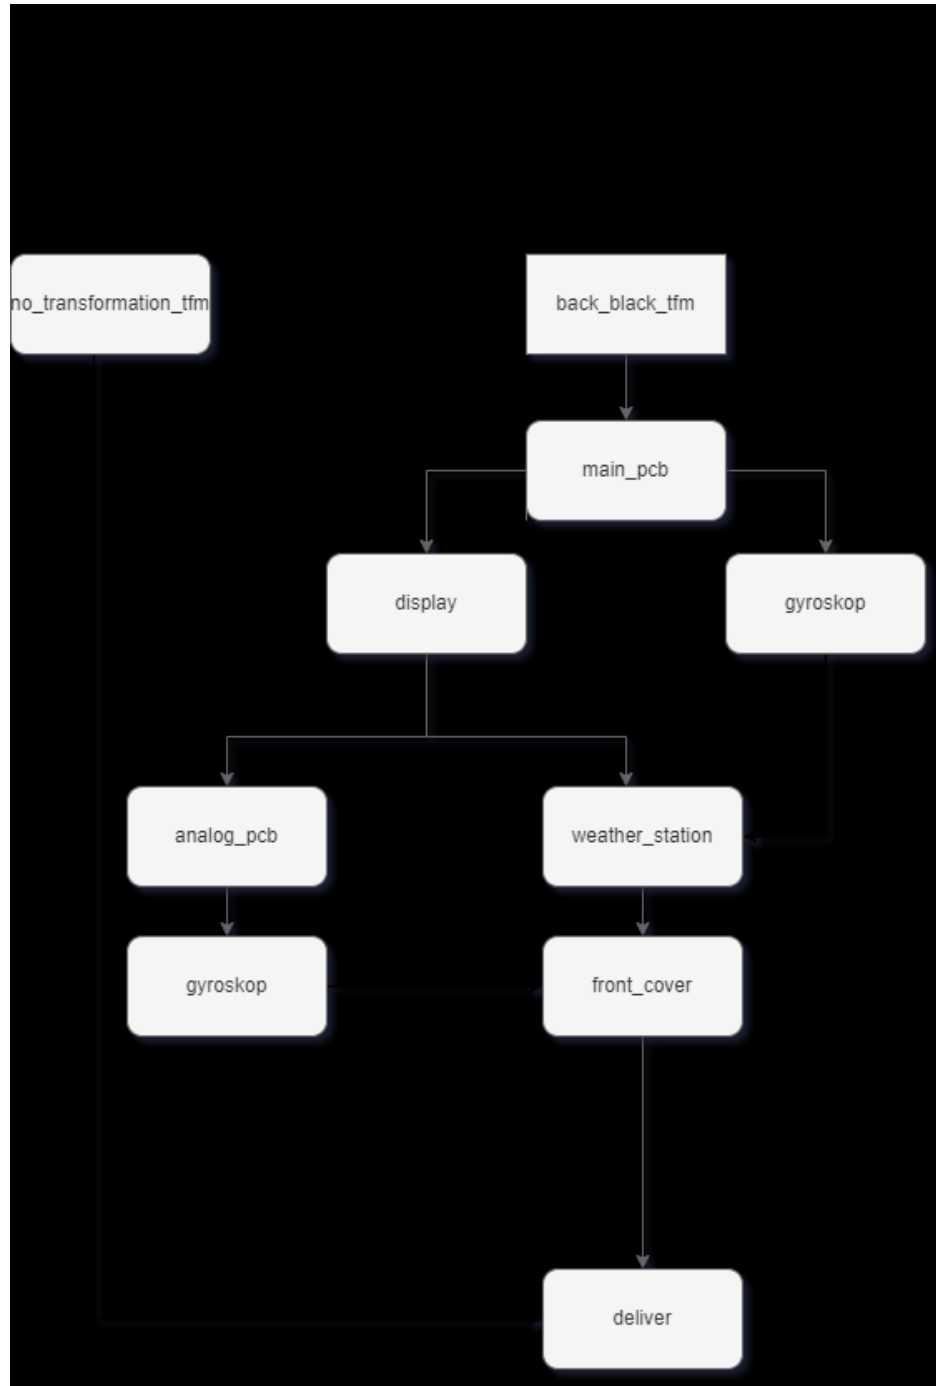 no_transformation_tfm
back_black_tfm
main_pcb
display
gyroskop
analog_pcb
weather_station
gyroskop
front_cover
deliver